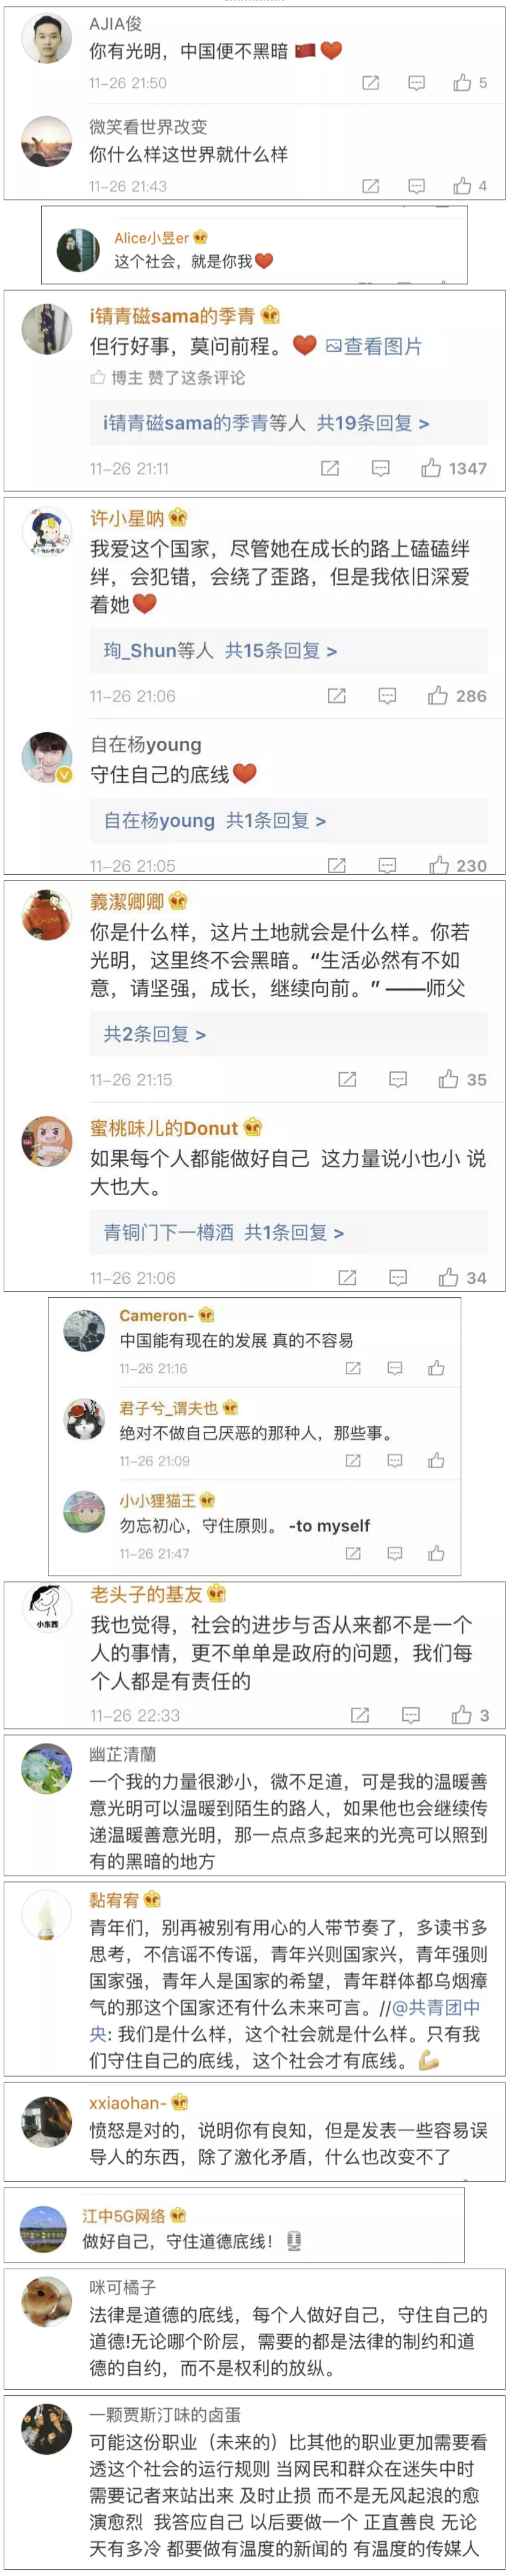 AJIA俊
你有光明，中国便不黑暗🇨🇳❤️
11-26 21:50
5
微笑看世界改变
你什么样这世界就什么样
11-26 21:43
4
Alice小昱er
这个社会，就是你我❤️
i锖青磁sama的季青
但行好事，莫问前程。❤️ 查看图片
博主 赞了这条评论
i锖青磁sama的季青等人 共19条回复 >
11-26 21:11
1347
许小星呐
我爱这个国家，尽管她在成长的路上磕磕绊
绊，会犯错，会绕了歪路，但是我依旧深爱
着她❤️
珣_Shun等人 共15条回复 >
11-26 21:06
286
自在杨young
守住自己的底线❤️
自在杨young 共1条回复 >
11-26 21:05
230
CHINA
義潔卿卿
你是什么样，这片土地就会是什么样。你若
光明，这里终不会黑暗。“生活必然有不如
意，请坚强，成长，继续向前。” ——师父
共2条回复 >
11-26 21:15
35
蜜桃味儿的Donut
如果每个人都能做好自己 这力量说小也小 说
大也大。
青铜门下一樽酒 共1条回复 >
11-26 21:06
34
Cameron-
中国能有现在的发展 真的不容易
11-26 21:16
君子兮_谓夫也
绝对不做自己厌恶的那种人，那些事。
11-26 21:09
小小狸猫王
勿忘初心，守住原则。 -to myself
11-26 21:47
小东西
老头子的基友
我也觉得，社会的进步与否从来都不是一个
人的事情，更不单单是政府的问题，我们每
个人都是有责任的
11-26 22:33
3
幽芷清蘭
一个我的力量很渺小，微不足道，可是我的温暖善
意光明可以温暖到陌生的路人，如果他也会继续传
递温暖善意光明，那一点点多起来的光亮可以照到
有的黑暗的地方
黏宥宥
青年们，别再被别有用心的人带节奏了，多读书多
思考，不信谣不传谣，青年兴则国家兴，青年强则
国家强，青年人是国家的希望，青年群体都乌烟瘴
气的那这个国家还有什么未来可言。//@共青团中
央: 我们是什么样，这个社会就是什么样。只有我
们守住自己的底线，这个社会才有底线。💪
xxiaohan-
愤怒是对的，说明你有良知，但是发表一些容易误
导人的东西，除了激化矛盾，什么也改变不了
江中5G网络
做好自己，守住道德底线！🎙
咪可橘子
法律是道德的底线，每个人做好自己，守住自己的
道德!无论哪个阶层，需要的都是法律的制约和道
德的自约，而不是权利的放纵。
一颗贾斯汀味的卤蛋
可能这份职业（未来的）比其他的职业更加需要看
透这个社会的运行规则 当网民和群众在迷失中时
需要记者来站出来 及时止损 而不是无风起浪的愈
演愈烈 我答应自己 以后要做一个 正直善良 无论
天有多冷 都要做有温度的新闻的 有温度的传媒人